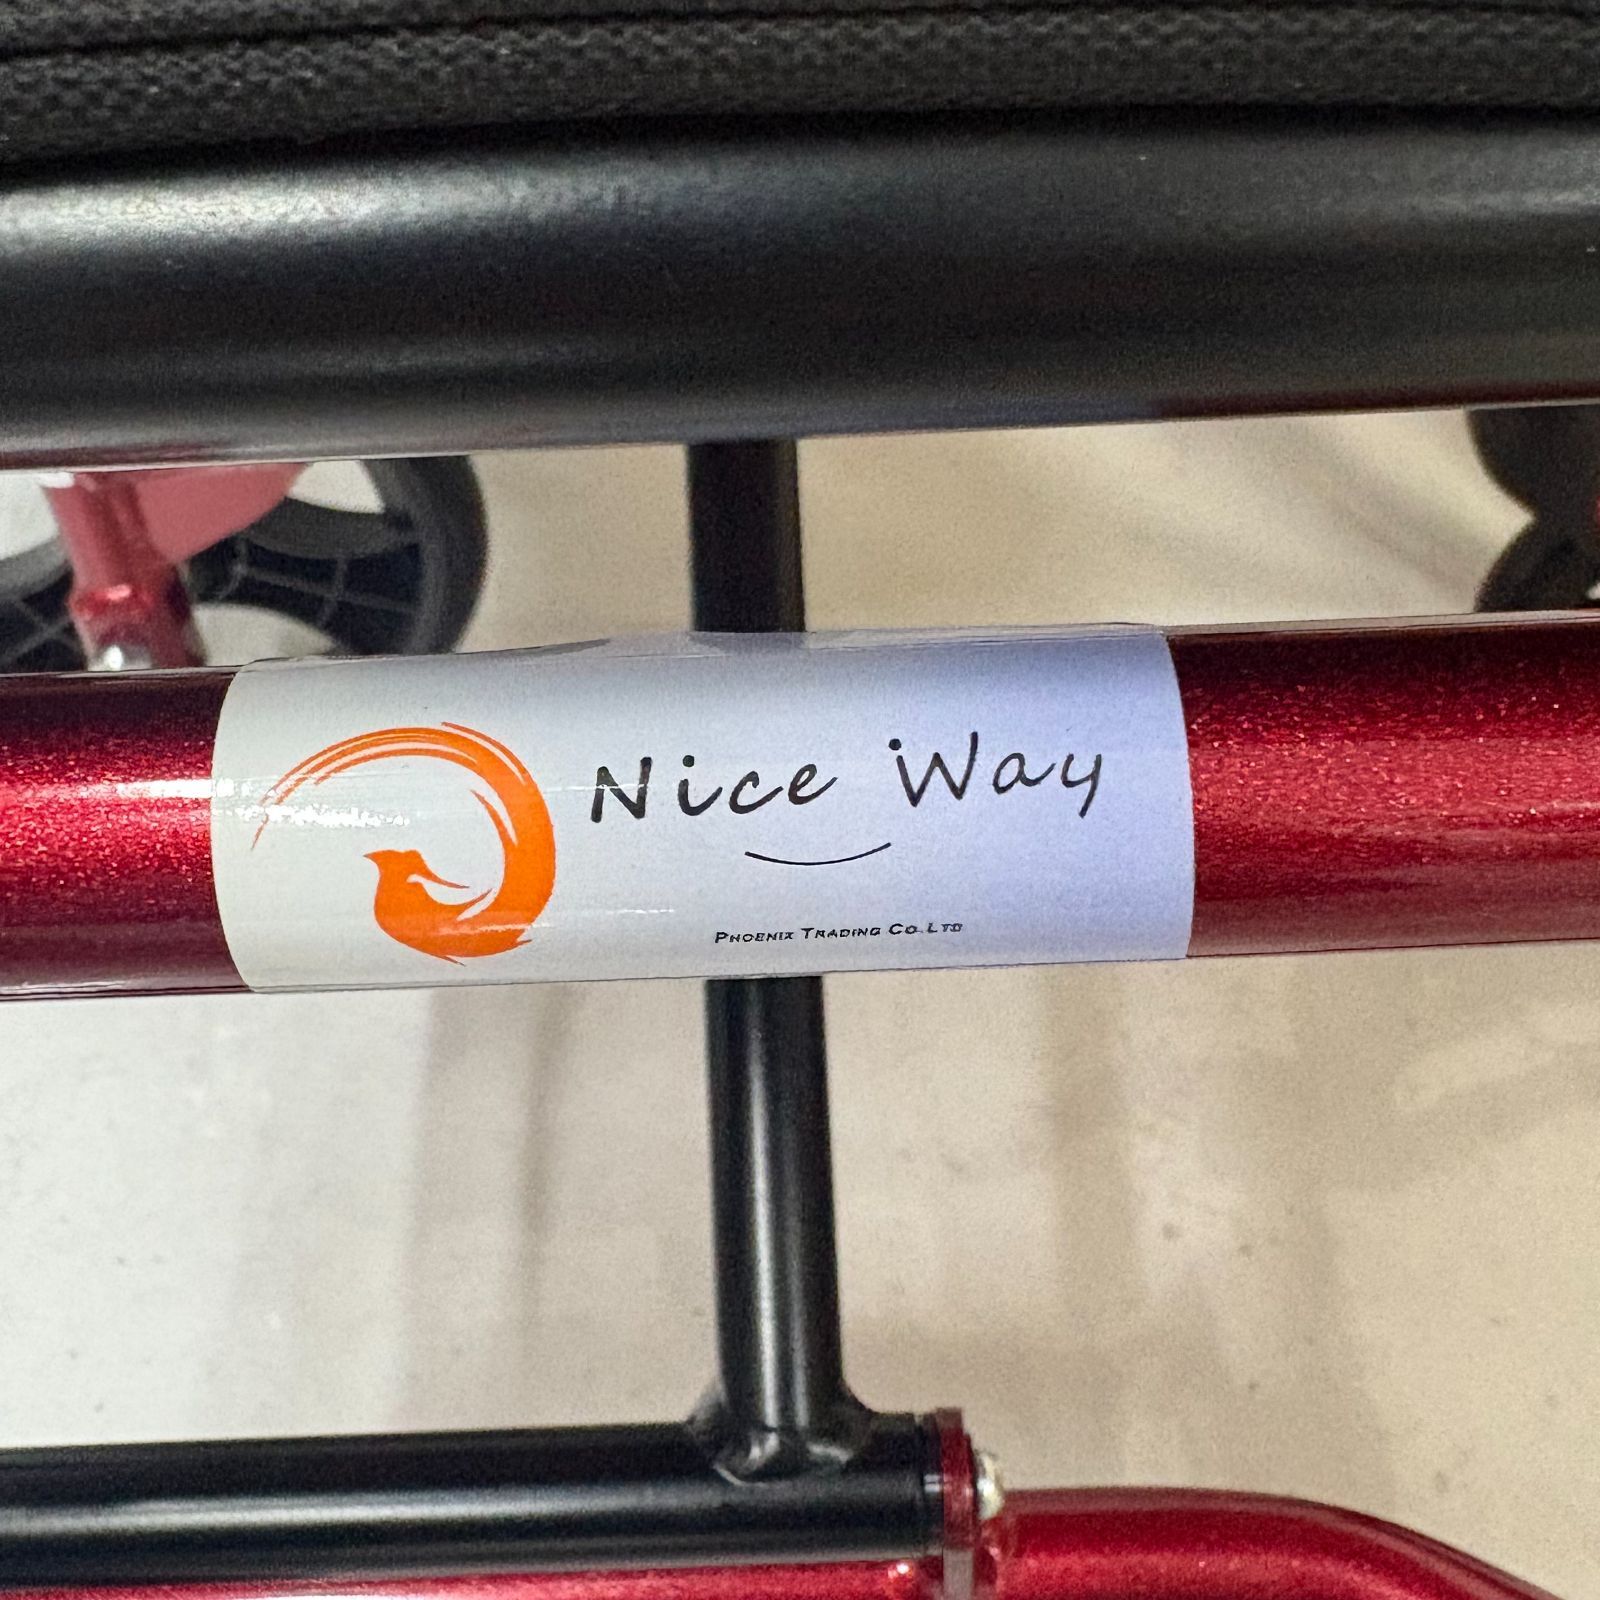 Nice Way
PHOENIX TRADING CO.LTD